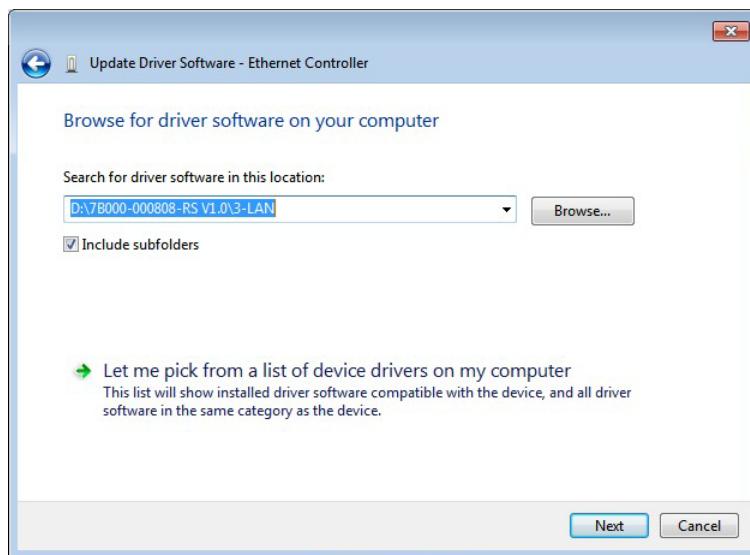 Update Driver Software - Ethernet Controller
Browse for driver software on your computer
Search for driver software in this location:
D:\7B000-000808-RS V1.0\3-LAN
Browse...
Include subfolders
Let me pick from a list of device drivers on my computer
This list will show installed driver software compatible with the device, and all driver
software in the same category as the device.
Next
Cancel